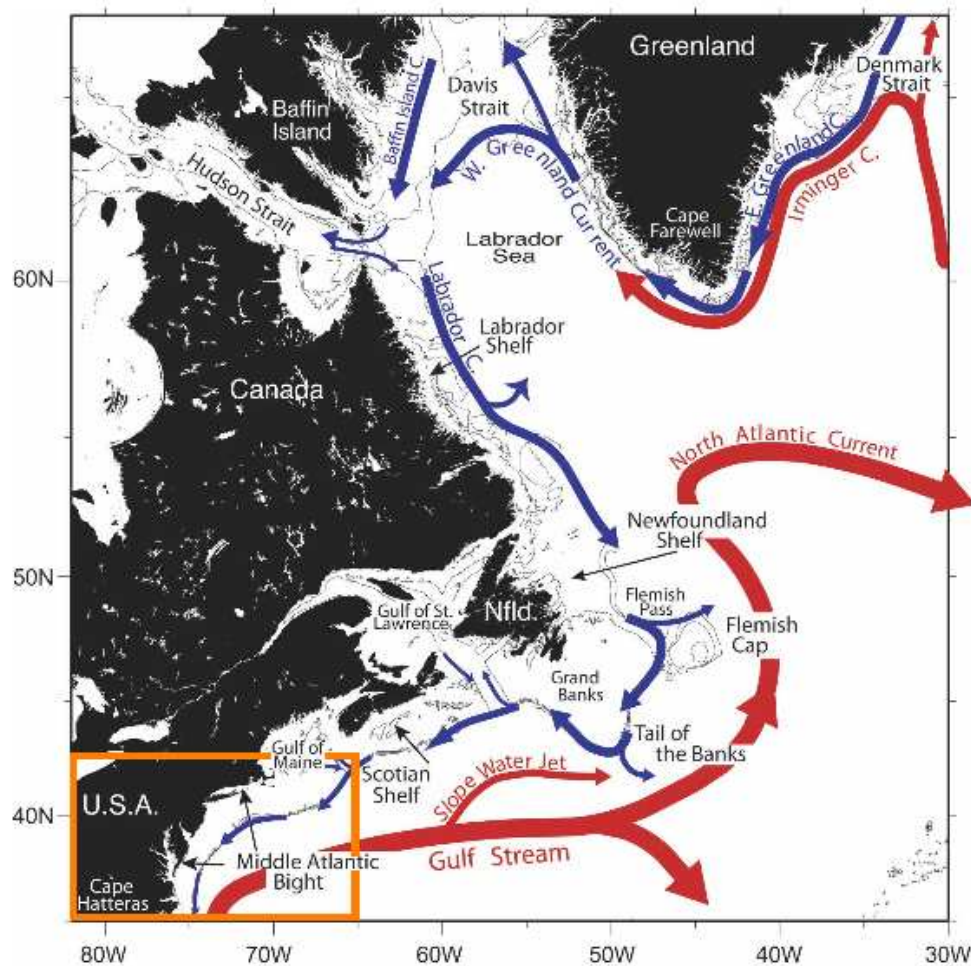 Greenland
Denmark
Strait
Davis
Strait
Baffin
Island
Baffin Island C.
Hudson Strait
W. Greenland Current
E. Greenland C.
Irminger C.
Cape
Farewell
Labrador
Sea
60N
Labrador C.
Labrador
Shelf
Canada
North Atlantic Current
Newfoundland
Shelf
50N
Nfld.
Gulf of St.
Lawrence
Flemish
Pass
Flemish
Cap
Grand
Banks
Tail of
the Banks
Gulf of
Maine
Scotian
Shelf
Slope Water Jet
U.S.A.
40N
Gulf Stream
Middle Atlantic
Bight
Cape
Hatteras
80W
70W
60W
50W
40W
30W